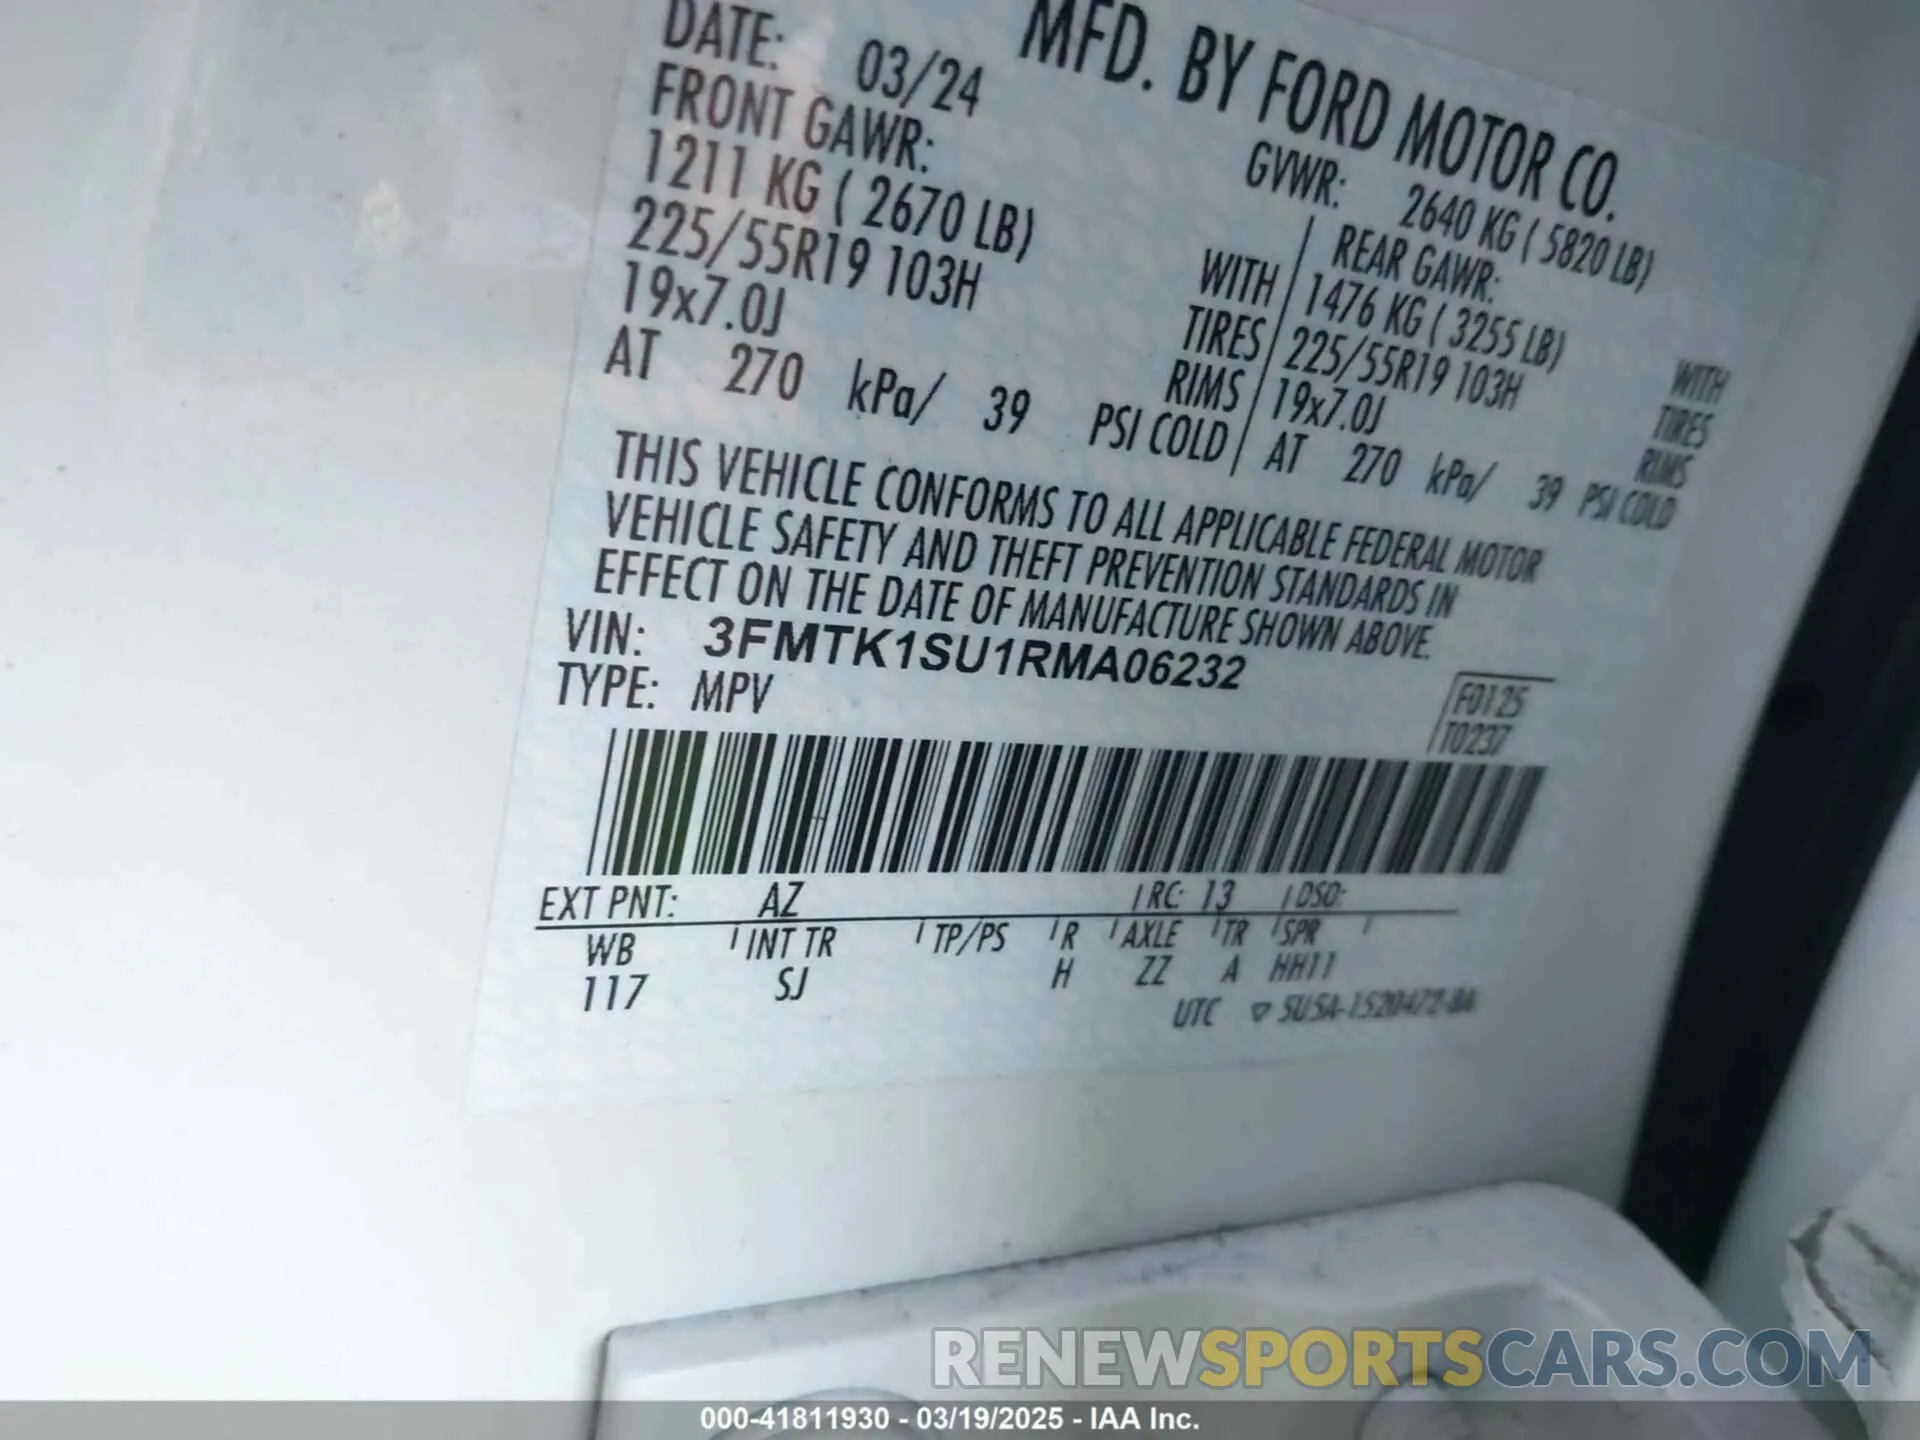 MFD. BY FORD MOTOR CO.
DATE: 03/24 GVWR: 2640 KG ( 5820 LB)
FRONT GAWR: REAR GAWR:
1211 KG ( 2670 LB) WITH 1476 KG ( 3255 LB) WITH
225/55R19 103H TIRES 225/55R19 103H TIRES
19x7.0J RIMS 19x7.0J RIMS
AT 270 kPa/ 39 PSI COLD AT 270 kPa/ 39 PSI COLD
THIS VEHICLE CONFORMS TO ALL APPLICABLE FEDERAL MOTOR
VEHICLE SAFETY AND THEFT PREVENTION STANDARDS IN
EFFECT ON THE DATE OF MANUFACTURE SHOWN ABOVE.
VIN: 3FMTK1SU1RMA06232
TYPE: MPV
F0125
T0237
EXT PNT: AZ RC: 13 DSO:
WB INT TR TP/PS R AXLE TR SPR
117 SJ H ZZ A HH11
UTC
RENEWSPORTSCARS.COM
000-41811930 - 03/19/2025 - IAA Inc.